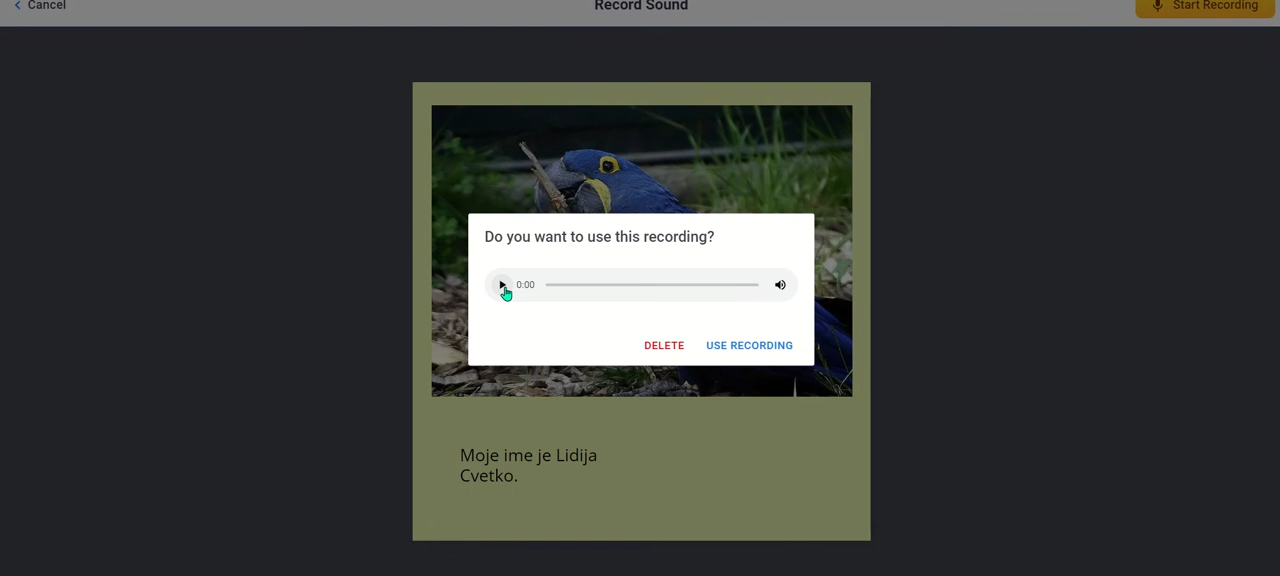 Cancel
Record Sound
Start Recording
Do you want to use this recording?
0:00
DELETE
USE RECORDING
Moje ime je Lidija
Cvetko.